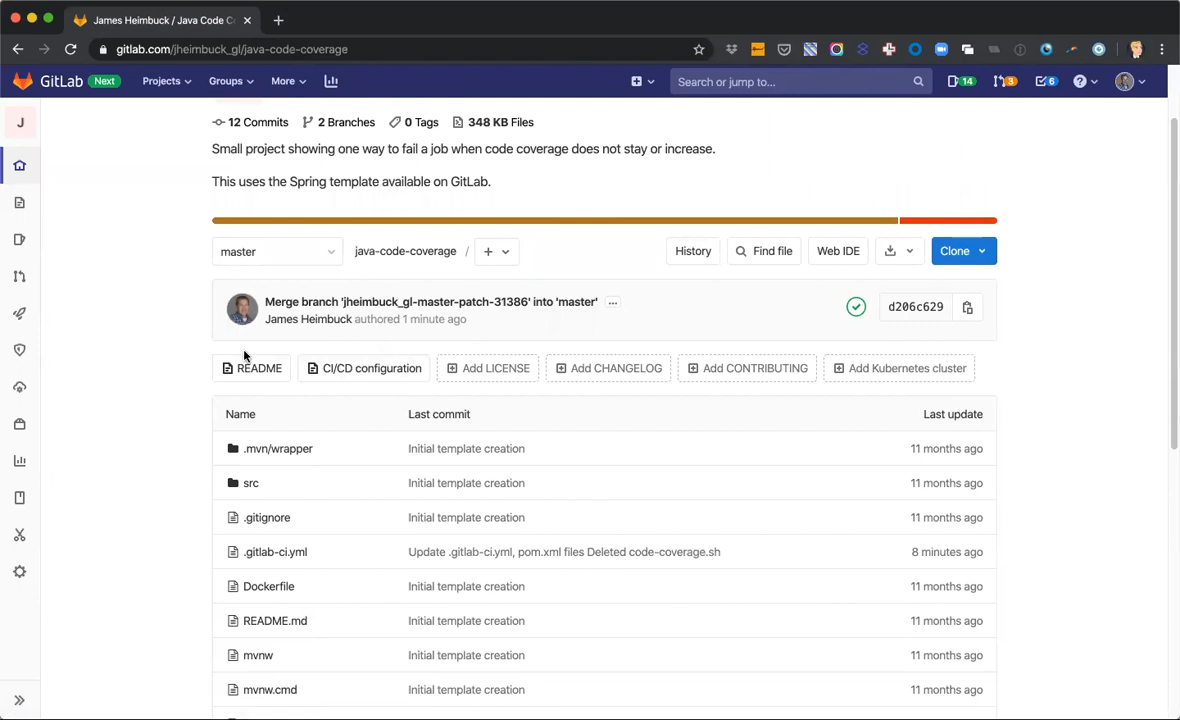 James Heimbuck / Java Code C
gitlab.com/jheimbuck_gl/java-code-coverage
GitLab Next Projects Groups More Search or jump to... 14 3 6
J
12 Commits 2 Branches 0 Tags 348 KB Files
Small project showing one way to fail a job when code coverage does not stay or increase.
This uses the Spring template available on GitLab.
master java-code-coverage / + History Find file Web IDE Clone
Merge branch 'jheimbuck_gl-master-patch-31386' into 'master' ...
James Heimbuck authored 1 minute ago
d206c629
README CI/CD configuration Add LICENSE Add CHANGELOG Add CONTRIBUTING Add Kubernetes cluster
Name Last commit Last update
.mvn/wrapper Initial template creation 11 months ago
src Initial template creation 11 months ago
.gitignore Initial template creation 11 months ago
.gitlab-ci.yml Update .gitlab-ci.yml, pom.xml files Deleted code-coverage.sh 8 minutes ago
Dockerfile Initial template creation 11 months ago
README.md Initial template creation 11 months ago
mvnw Initial template creation 11 months ago
mvnw.cmd Initial template creation 11 months ago